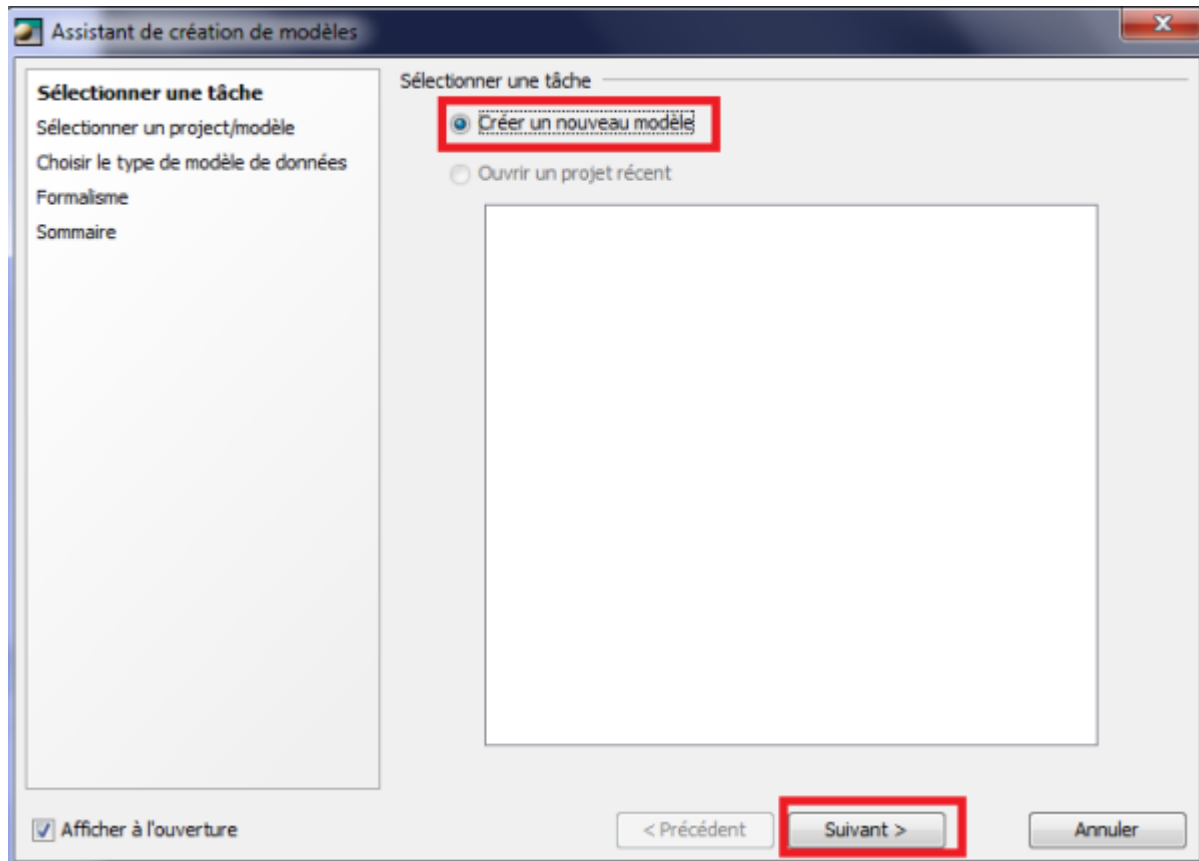 Assistant de création de modèles
Sélectionner une tâche
Sélectionner un project/modèle
Choisir le type de modèle de données
Formalisme
Sommaire
Sélectionner une tâche
Créer un nouveau modèle
Ouvrir un projet récent
Afficher à l'ouverture
< Précédent
Suivant >
Annuler